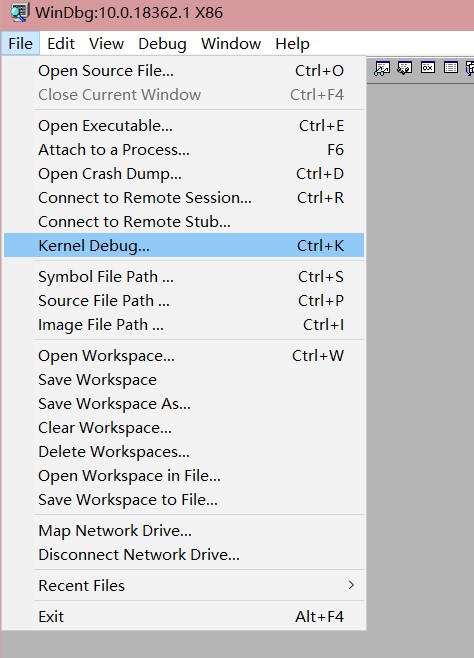 WinDbg:10.0.18362.1 X86
File Edit View Debug Window Help
Open Source File... Ctrl+O
Close Current Window Ctrl+F4
Open Executable... Ctrl+E
Attach to a Process... F6
Open Crash Dump... Ctrl+D
Connect to Remote Session... Ctrl+R
Connect to Remote Stub...
Kernel Debug... Ctrl+K
Symbol File Path ... Ctrl+S
Source File Path ... Ctrl+P
Image File Path ... Ctrl+I
Open Workspace... Ctrl+W
Save Workspace
Save Workspace As...
Clear Workspace...
Delete Workspaces...
Open Workspace in File...
Save Workspace to File...
Map Network Drive...
Disconnect Network Drive...
Recent Files
Exit Alt+F4